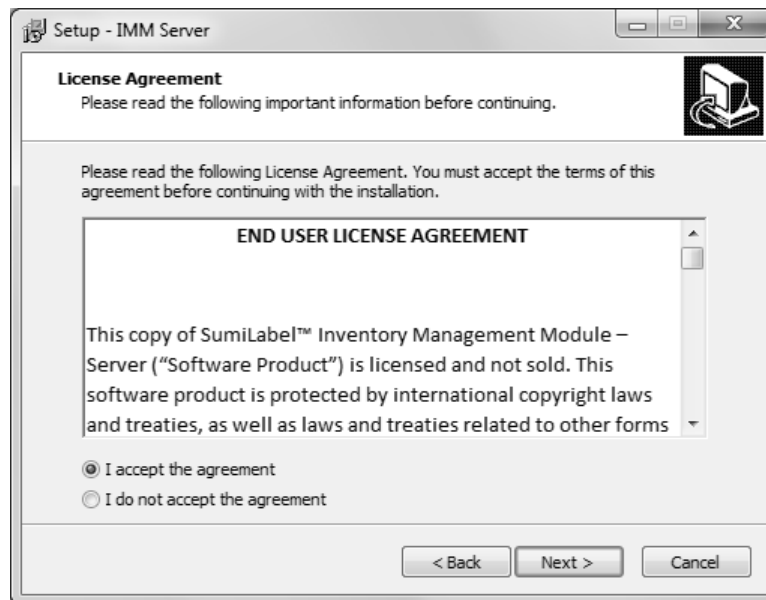 Setup - IMM Server
License Agreement
Please read the following important information before continuing.
Please read the following License Agreement. You must accept the terms of this
agreement before continuing with the installation.
END USER LICENSE AGREEMENT
This copy of SumiLabel™ Inventory Management Module –
Server (“Software Product”) is licensed and not sold. This
software product is protected by international copyright laws
and treaties, as well as laws and treaties related to other forms
I accept the agreement
I do not accept the agreement
< Back Next > Cancel